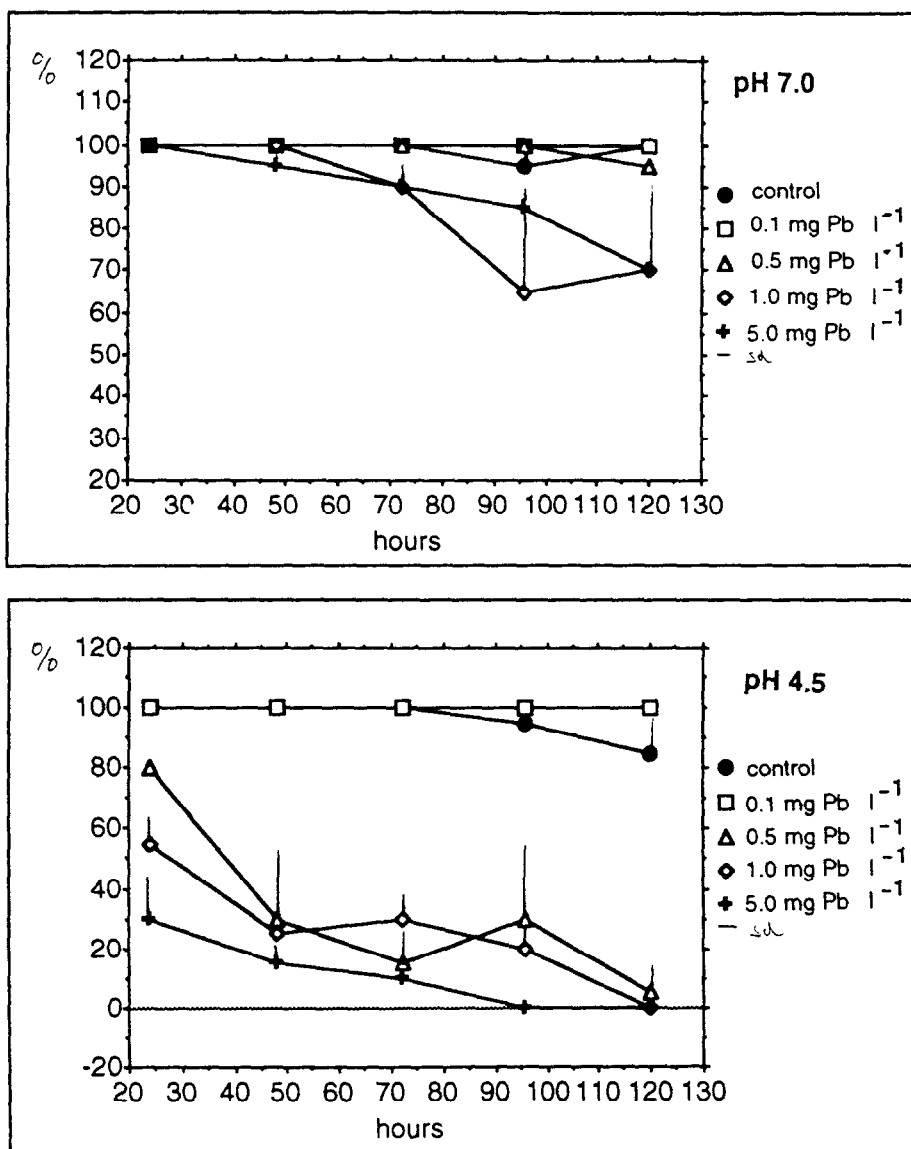 %
120
110
100
90
80
70
60
50
40
30
20
20 30 40 50 60 70 80 90 100 110 120 130
hours
pH 7.0
control
0.1 mg Pb l⁻¹
0.5 mg Pb l⁻¹
1.0 mg Pb l⁻¹
5.0 mg Pb l⁻¹
sd
%
120
100
80
60
40
20
0
-20
20 30 40 50 60 70 80 90 100 110 120 130
hours
pH 4.5
control
0.1 mg Pb l⁻¹
0.5 mg Pb l⁻¹
1.0 mg Pb l⁻¹
5.0 mg Pb l⁻¹
sd